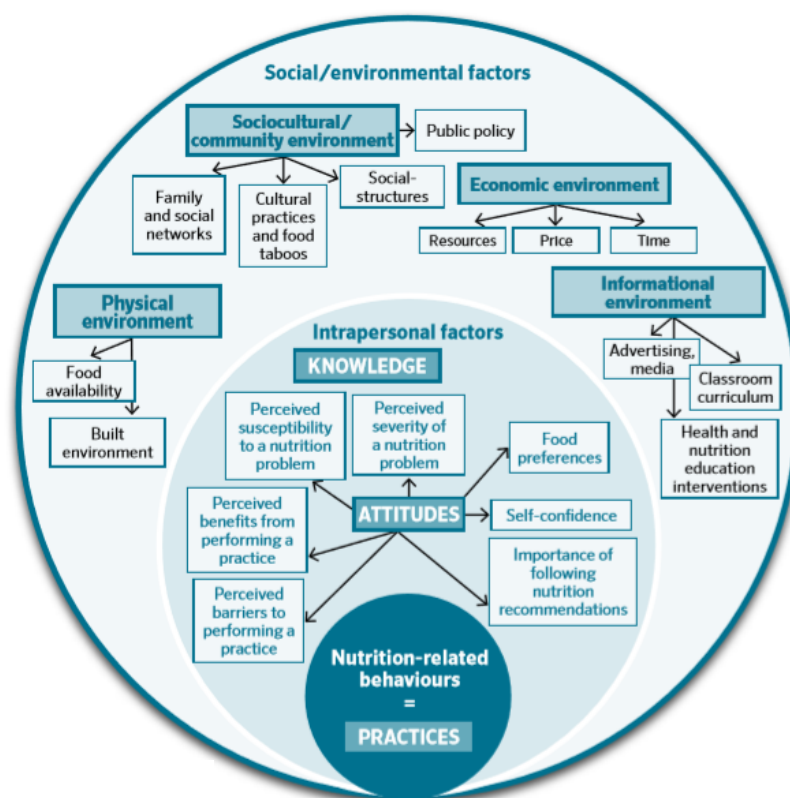 Social/environmental factors
Sociocultural/
community environment
Public policy
Family
and social
networks
Cultural
practices
and food
taboos
Social-
structures
Economic environment
Resources
Price
Time
Physical
environment
Food
availability
Built
environment
Informational
environment
Advertising,
media
Classroom
curriculum
Health and
nutrition
education
interventions
Intrapersonal factors
KNOWLEDGE
Perceived
susceptibility
to a nutrition
problem
Perceived
severity of
a nutrition
problem
Food
preferences
ATTITUDES
Self-confidence
Perceived
benefits from
performing a
practice
Importance of
following
nutrition
recommendations
Perceived
barriers to
performing a
practice
Nutrition-related
behaviours
=
PRACTICES